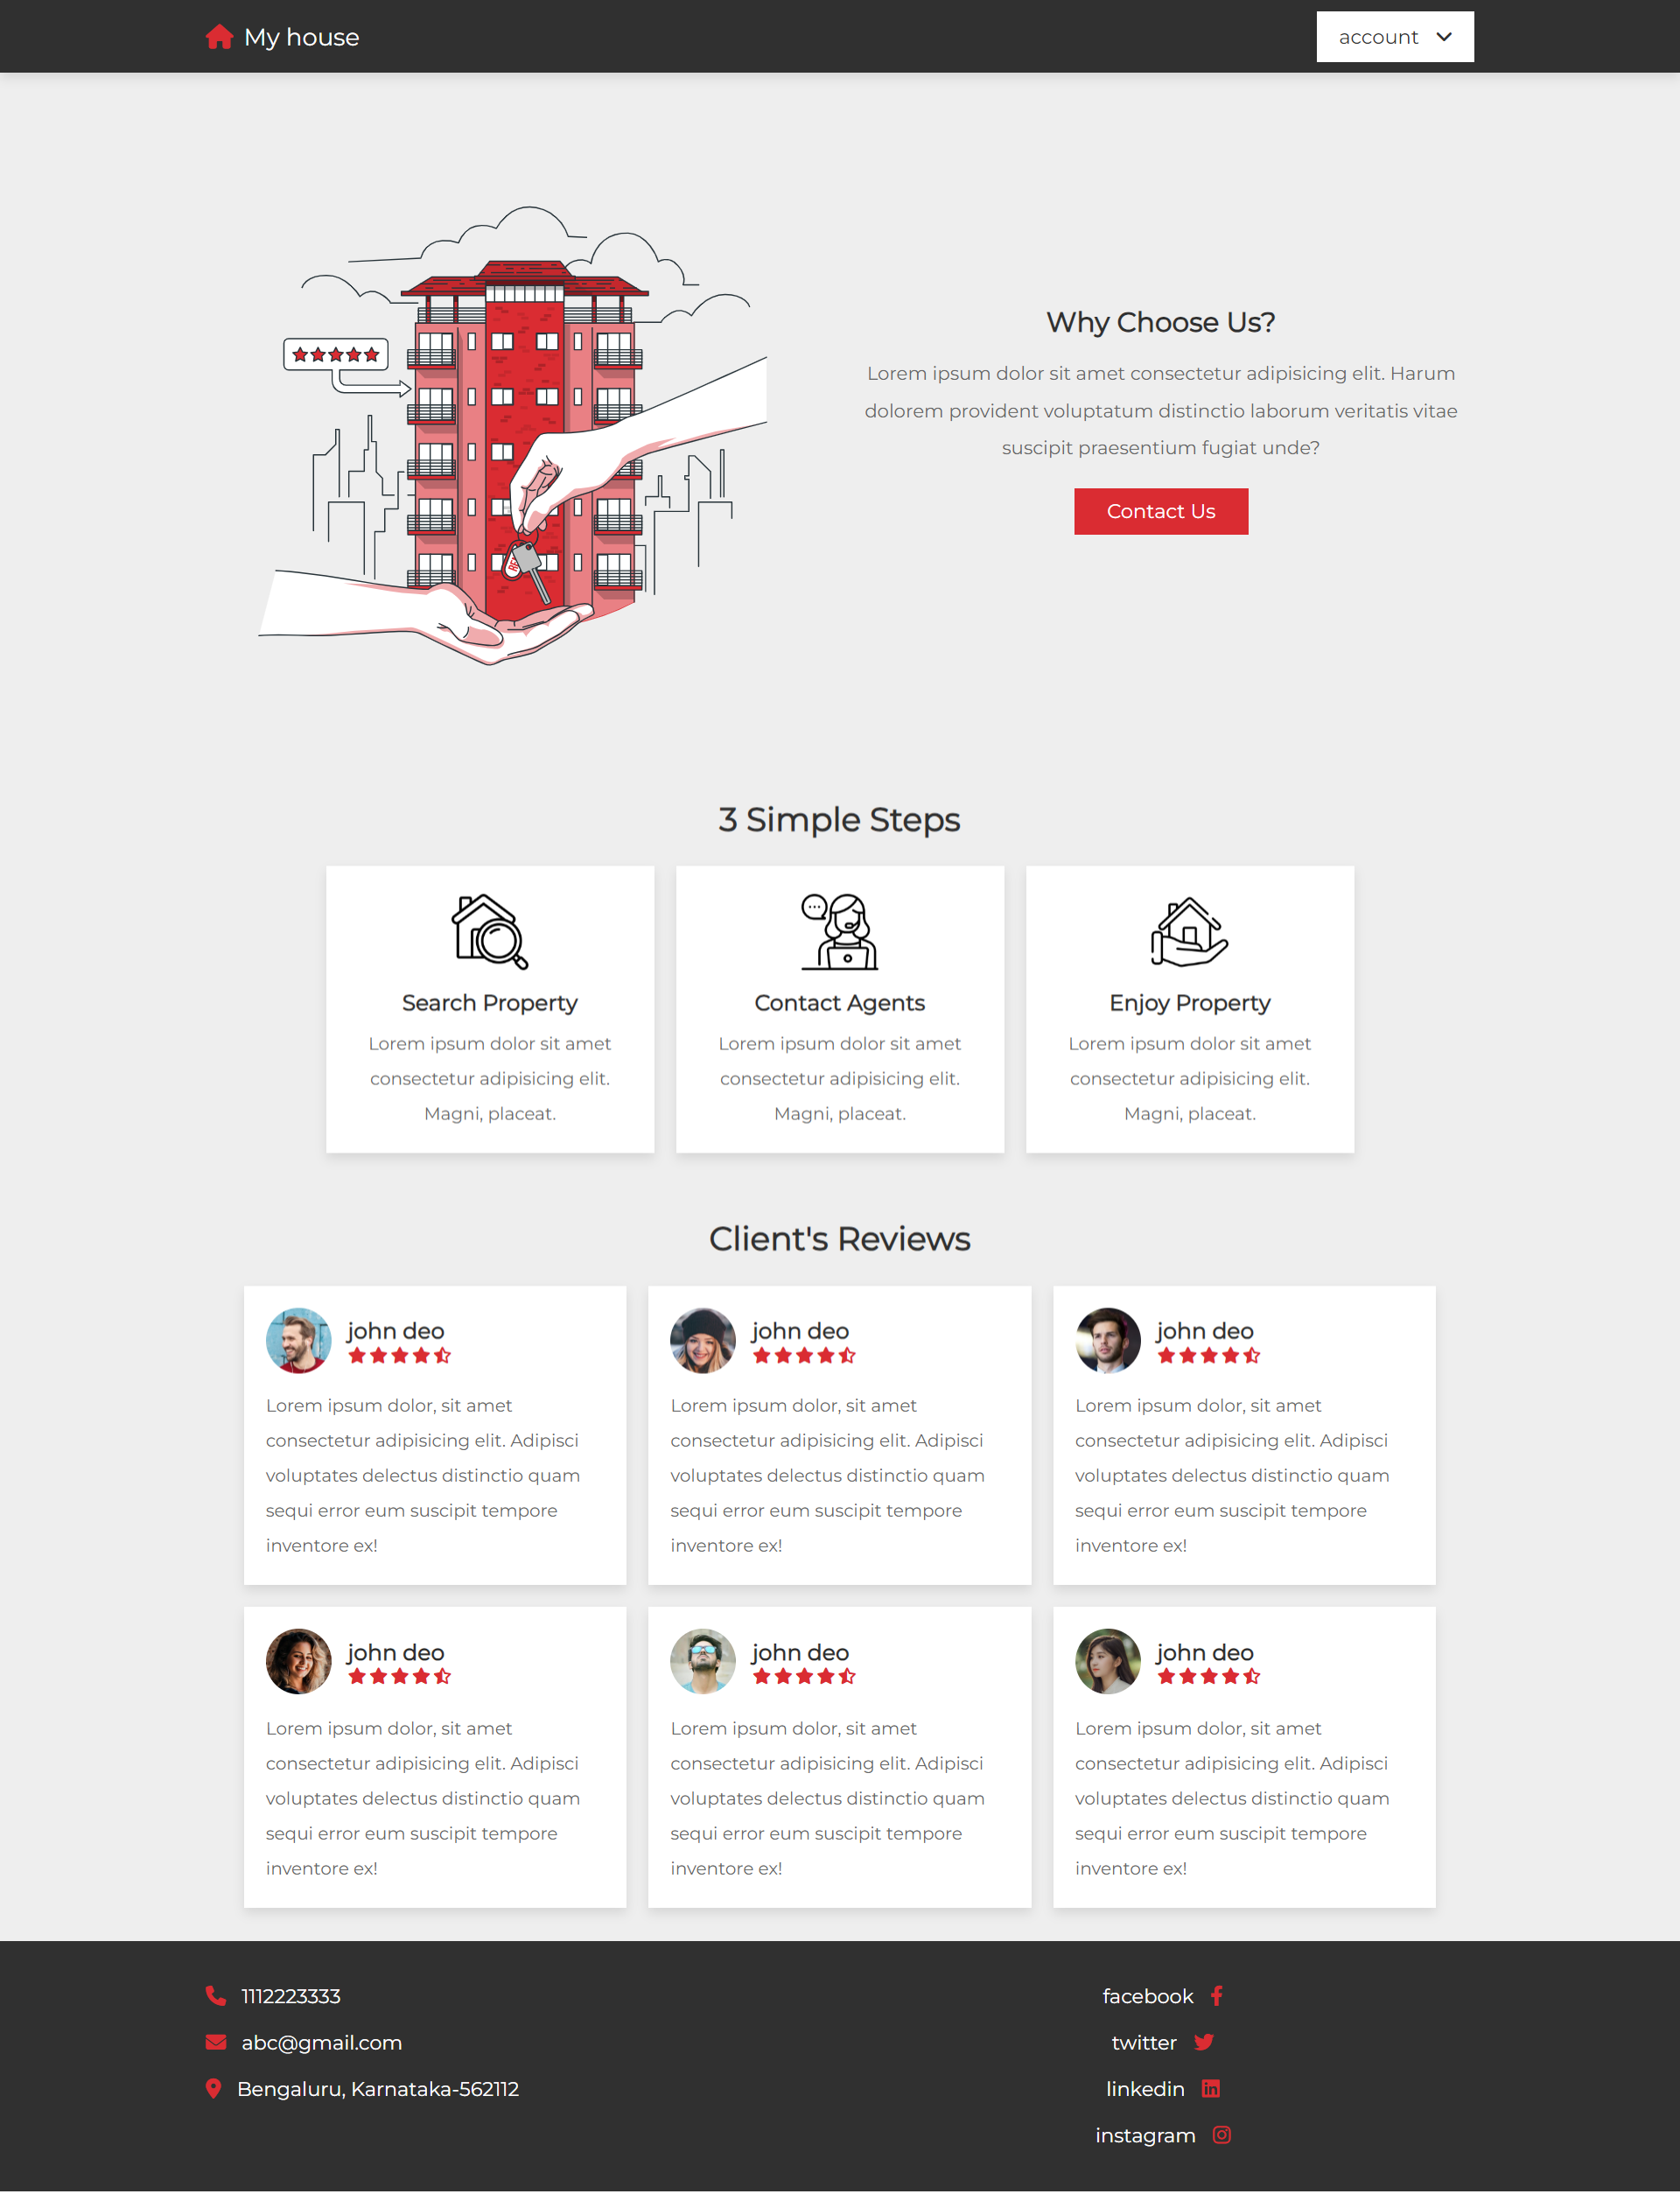 My house
account
Why Choose Us?
Lorem ipsum dolor sit amet consectetur adipisicing elit. Harum
dolorem provident voluptatum distinctio laborum veritatis vitae
suscipit praesentium fugiat unde?
Contact Us
3 Simple Steps
Search Property
Lorem ipsum dolor sit amet
consectetur adipisicing elit.
Magni, placeat.
Contact Agents
Lorem ipsum dolor sit amet
consectetur adipisicing elit.
Magni, placeat.
Enjoy Property
Lorem ipsum dolor sit amet
consectetur adipisicing elit.
Magni, placeat.
Client's Reviews
john deo
Lorem ipsum dolor, sit amet
consectetur adipisicing elit. Adipisci
voluptates delectus distinctio quam
sequi error eum suscipit tempore
inventore ex!
john deo
Lorem ipsum dolor, sit amet
consectetur adipisicing elit. Adipisci
voluptates delectus distinctio quam
sequi error eum suscipit tempore
inventore ex!
john deo
Lorem ipsum dolor, sit amet
consectetur adipisicing elit. Adipisci
voluptates delectus distinctio quam
sequi error eum suscipit tempore
inventore ex!
john deo
Lorem ipsum dolor, sit amet
consectetur adipisicing elit. Adipisci
voluptates delectus distinctio quam
sequi error eum suscipit tempore
inventore ex!
john deo
Lorem ipsum dolor, sit amet
consectetur adipisicing elit. Adipisci
voluptates delectus distinctio quam
sequi error eum suscipit tempore
inventore ex!
john deo
Lorem ipsum dolor, sit amet
consectetur adipisicing elit. Adipisci
voluptates delectus distinctio quam
sequi error eum suscipit tempore
inventore ex!
1112223333
abc@gmail.com
Bengaluru, Karnataka-562112
facebook
twitter
linkedin
instagram